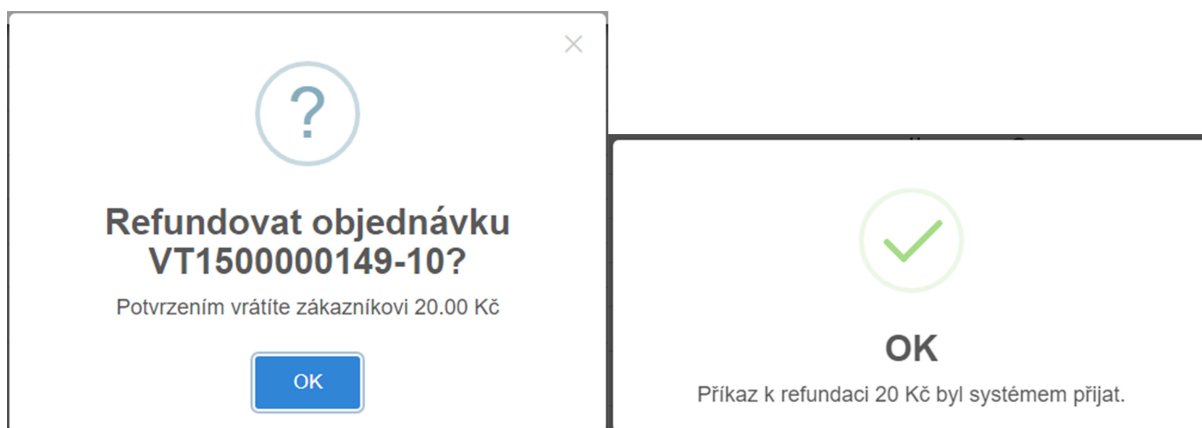 ?
Refundovat objednávku
VT1500000149-10?
Potvrzením vrátíte zákazníkovi 20.00 Kč
OK
OK
Příkaz k refundaci 20 Kč byl systémem přijat.